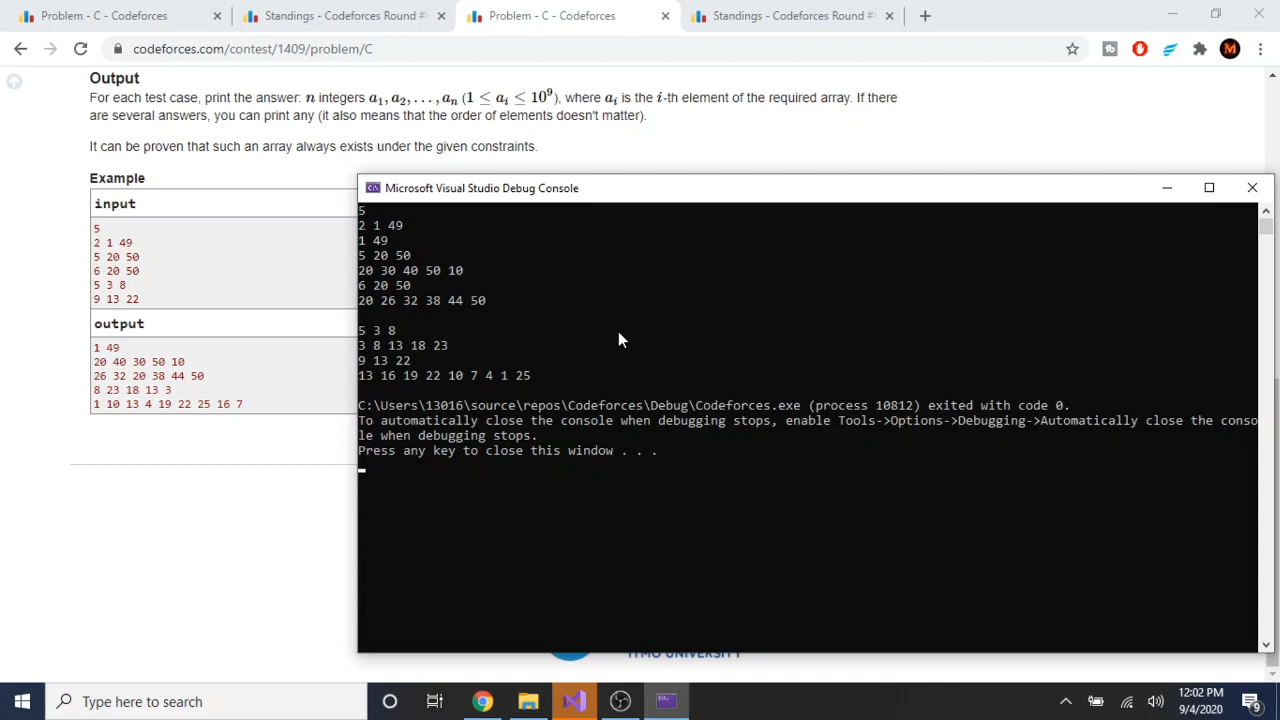 Problem - C - Codeforces
Standings - Codeforces Round #
Problem - C - Codeforces
Standings - Codeforces Round #
codeforces.com/contest/1409/problem/C
Output
For each test case, print the answer: n integers a1, a2, …, an (1 ≤ ai ≤ 10^9), where ai is the i-th element of the required array. If there
are several answers, you can print any (it also means that the order of elements doesn't matter).
It can be proven that such an array always exists under the given constraints.
Example
input
5
2 1 49
5 20 50
6 20 50
5 3 8
9 13 22
output
1 49
20 40 30 50 10
26 32 20 38 44 50
8 23 18 13 3
1 10 13 4 19 22 25 16 7
Microsoft Visual Studio Debug Console
5
2 1 49
1 49
5 20 50
20 30 40 50 10
6 20 50
20 26 32 38 44 50
5 3 8
3 8 13 18 23
9 13 22
13 16 19 22 10 7 4 1 25
C:\Users\13016\source\repos\Codeforces\Debug\Codeforces.exe (process 10812) exited with code 0.
To automatically close the console when debugging stops, enable Tools->Options->Debugging->Automatically close the conso
le when debugging stops.
Press any key to close this window . . .
ITMO UNIVERSITY
Type here to search
12:02 PM
9/4/2020
9